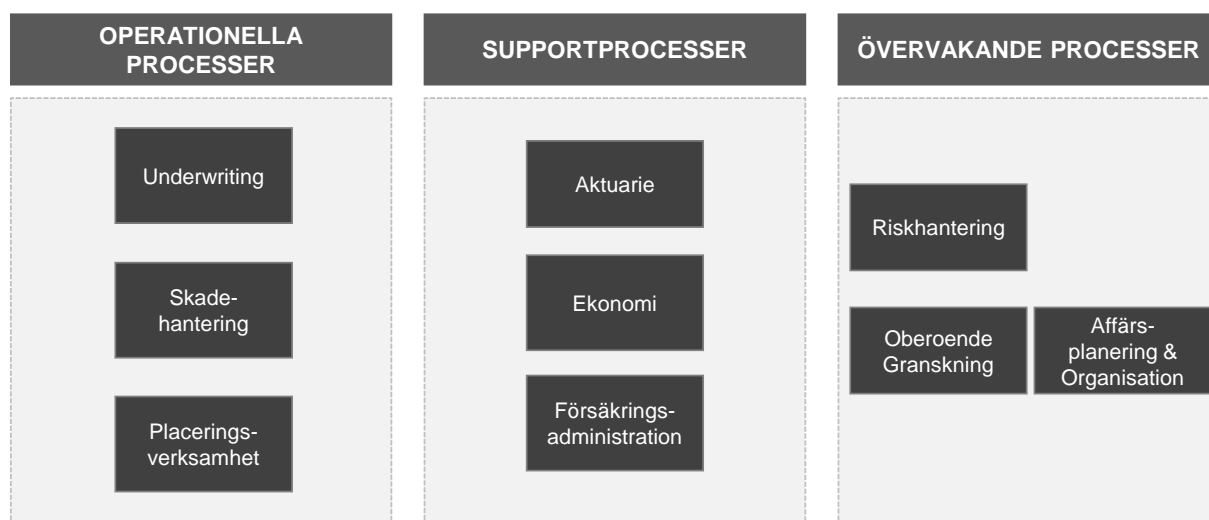 OPERATIONELLA
PROCESSER
SUPPORTPROCESSER
ÖVERVAKANDE PROCESSER
Underwriting
Skade-
hantering
Placerings-
verksamhet
Aktuarie
Ekonomi
Försäkrings-
administration
Riskhantering
Oberoende
Granskning
Affärs-
planering &
Organisation